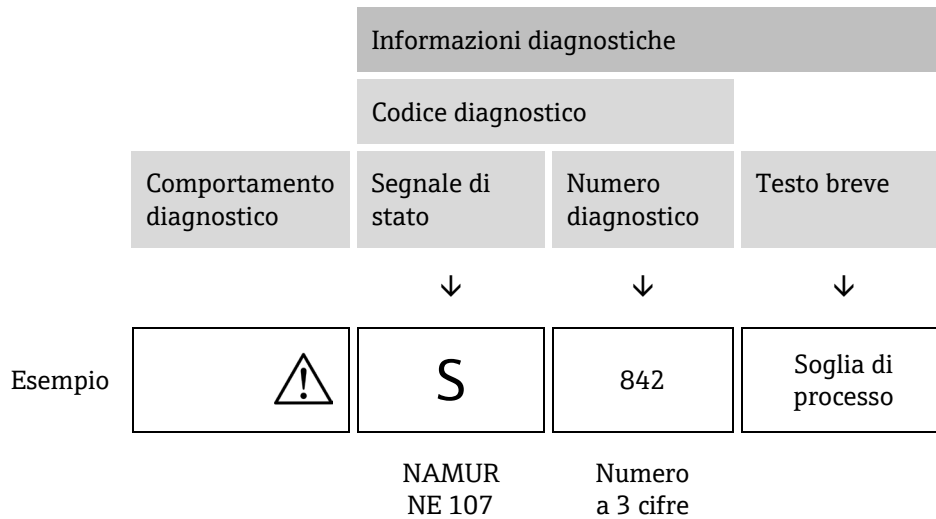 Informazioni diagnostiche
Codice diagnostico
Comportamento
diagnostico
Segnale di
stato
Numero
diagnostico
Testo breve
Esempio
S
842
Soglia di
processo
NAMUR
NE 107
Numero
a 3 cifre